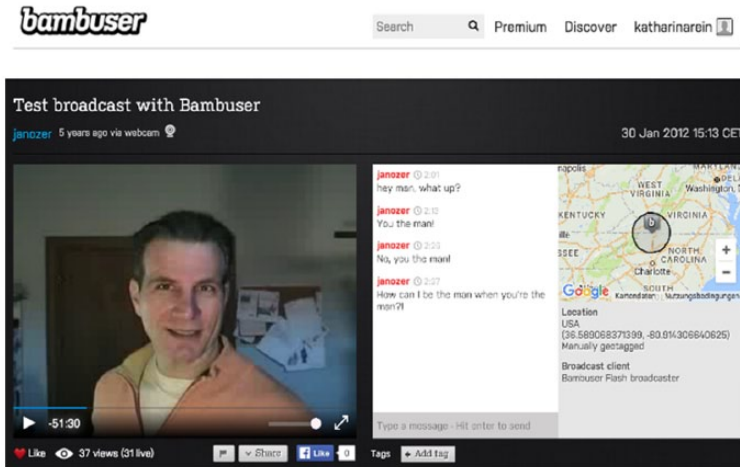 bambuser
Search Premium Discover katharinarein
Test broadcast with Bambuser
janozer 5 years ago via webcam
30 Jan 2012 15:13 CET
janozer 2:01
hey man, what up?
janozer 2:12
You the man!
janozer
No, you the man!
janozer 2:27
How can I be the man when you're the
man?!
Type a message - Hit enter to send
napolis
MARYLAND
WEST
VIRGINIA
Washington,
KENTUCKY
VIRGINIA
NORTH
CAROLINA
Charlotte
SOUTH
b
+
-
Google Kartendaten Nutzungsbedingungen
Location
USA
(36.589068371399, -80.914306640625)
Manually geotagged
Broadcast client
Bambuser Flash broadcaster
-51:30
Like 37 views (31 live) Share f Like 0 Tags + Add tag